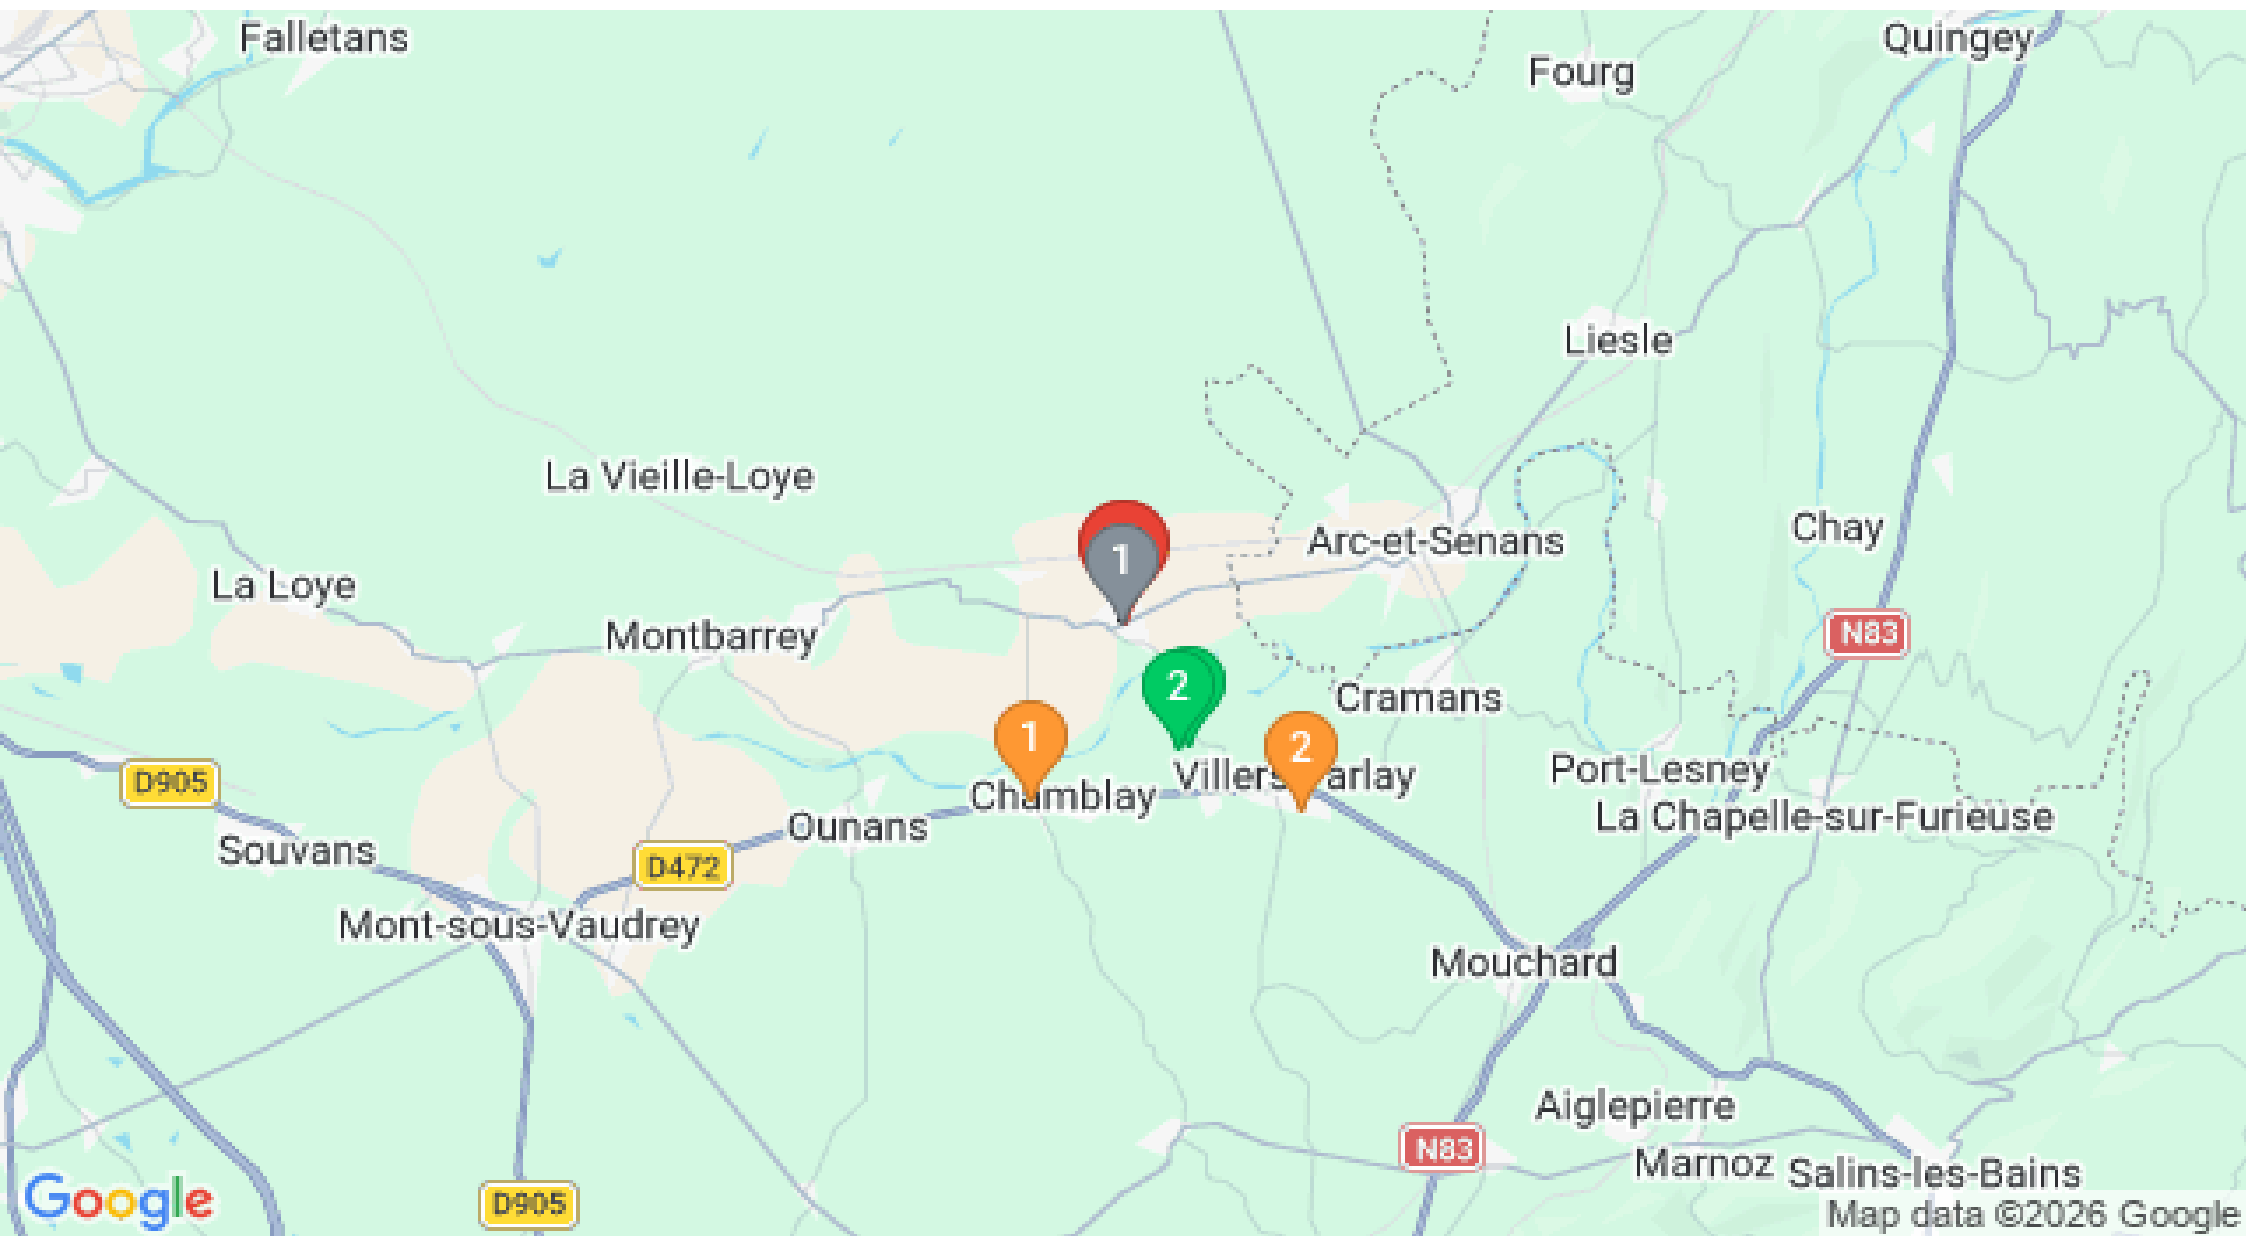 Falletans
Quingey
Fourg
Liesle
La Vieille-Loye
1
Arc-et-Senans
Chay
La Loye
Montbarrey
N83
2
Cramans
1
2
D905
Chamblay
Villers arlay
Port-Lesney
La Chapelle-sur-Furieuse
Ounans
Souvans
D472
Mont-sous-Vaudrey
Mouchard
Aiglepierre
N83
Marnoz
Salins-les-Bains
Google
D905
Map data ©2026 Google